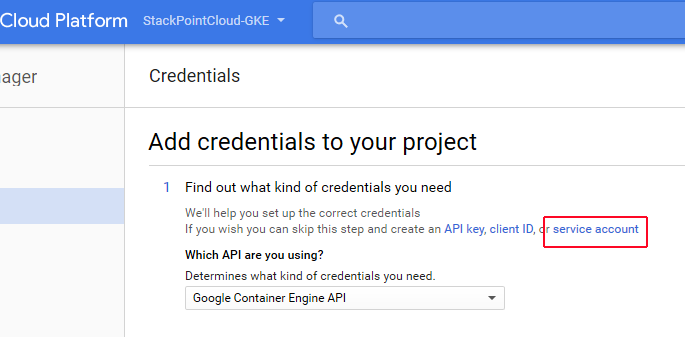 Cloud Platform StackPointCloud-GKE
ager Credentials
Add credentials to your project
1 Find out what kind of credentials you need
We'll help you set up the correct credentials
If you wish you can skip this step and create an API key, client ID, or service account
Which API are you using?
Determines what kind of credentials you need.
Google Container Engine API